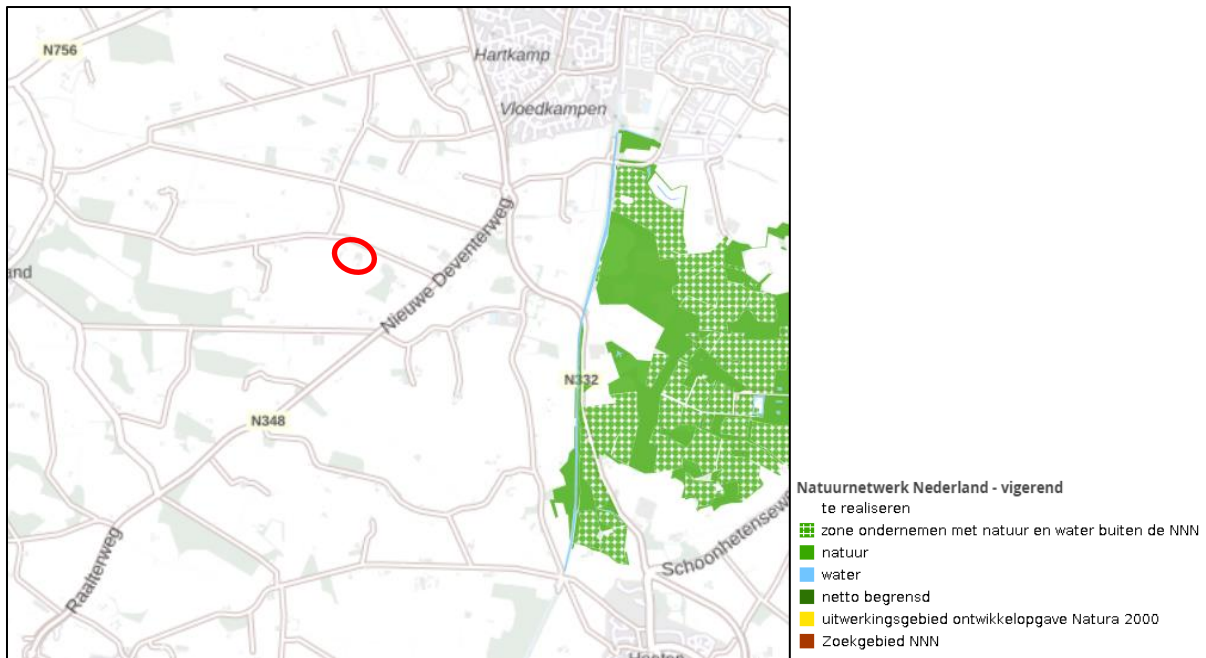 N756
Hartkamp
Vloedkampen
Nieuwe-Deventerweg
N332
N348
Raalterweg
Natuurnetwerk Nederland - vigerend
te realiseren
zone ondernemen met natuur en water buiten de NNN
natuur
water
netto begrensd
uitwerkingsgebied ontwikkelopgave Natura 2000
Zoekgebied NNN